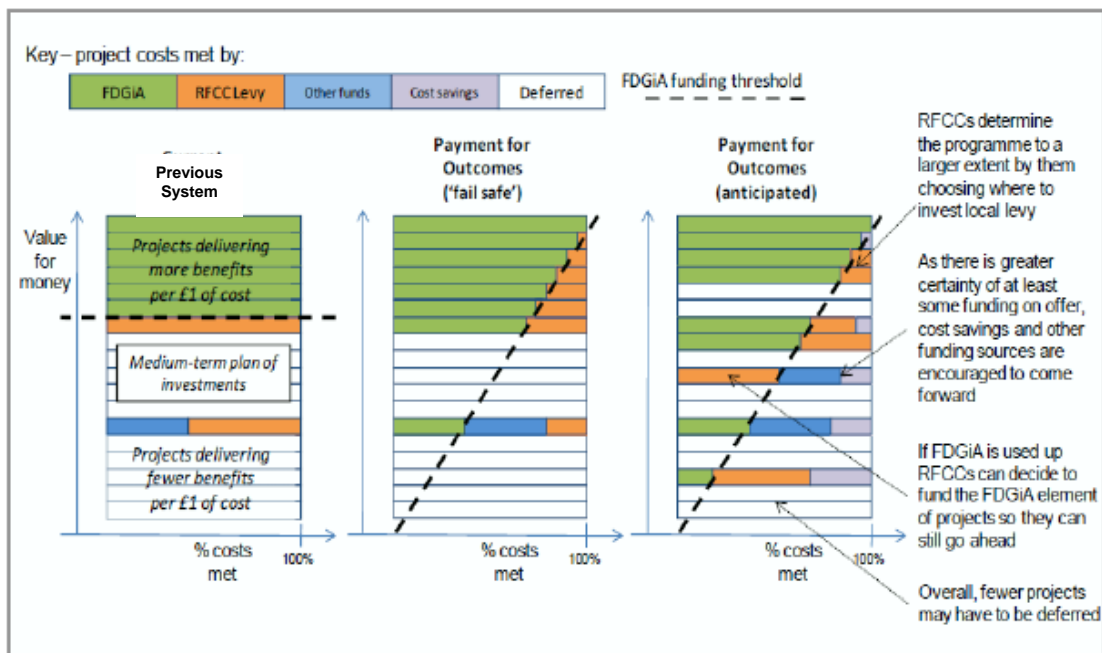 Key – project costs met by:
FDGiA
RFCC Levy
Other funds
Cost savings
Deferred
FDGiA funding threshold
Previous
System
Payment for
Outcomes
('fail safe')
Payment for
Outcomes
(anticipated)
Value
for
money
Projects delivering
more benefits
per £1 of cost
Medium-term plan of
investments
Projects delivering
fewer benefits
per £1 of cost
% costs
met
100%
% costs
met
100%
% costs
met
100%
RFCCs determine
the programme to a
larger extent by them
choosing where to
invest local levy
As there is greater
certainty of at least
some funding on offer,
cost savings and other
funding sources are
encouraged to come
forward
If FDGiA is used up
RFCCs can decide to
fund the FDGiA element
of projects so they can
still go ahead
Overall, fewer projects
may have to be deferred